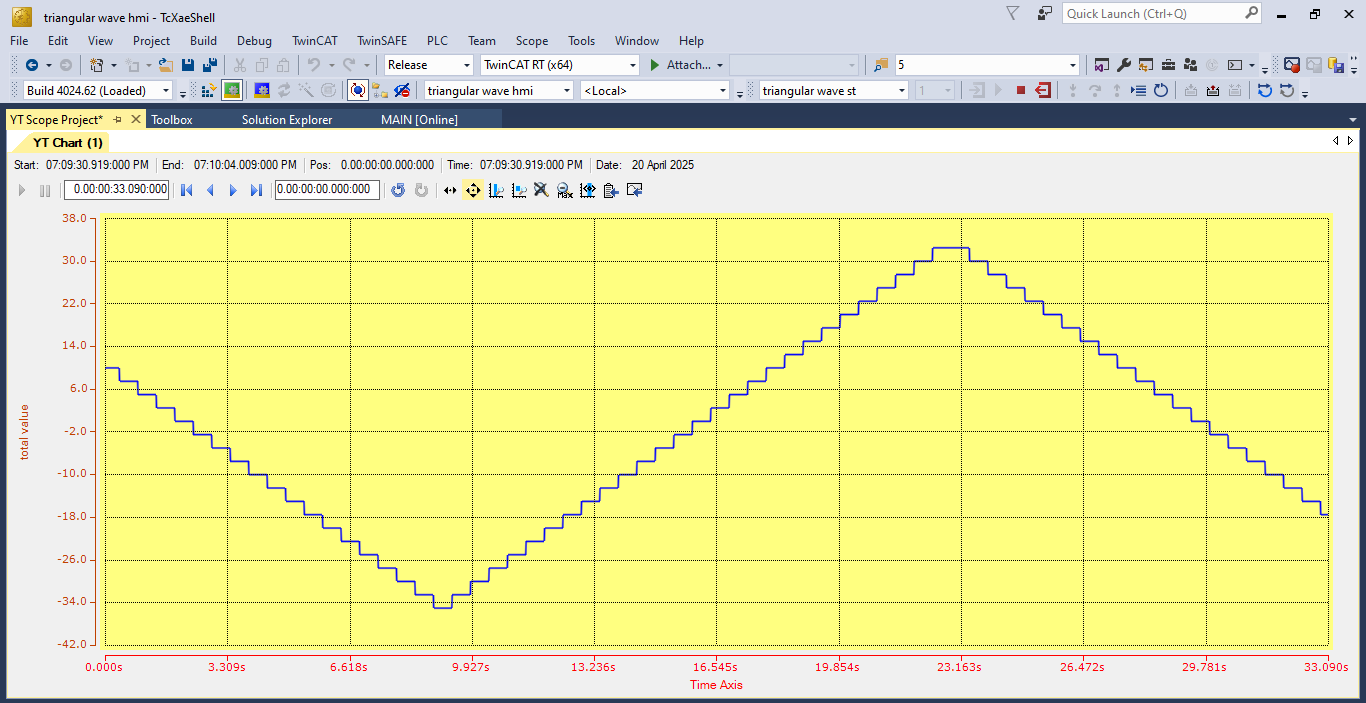 triangular wave hmi - TcXaeShell
Quick Launch (Ctrl+Q)
File Edit View Project Build Debug TwinCAT TwinSAFE PLC Team Scope Tools Window Help
Release TwinCAT RT (x64) Attach... 5
Build 4024.62 (Loaded) triangular wave hmi <Local> triangular wave st 1
YT Scope Project* Toolbox Solution Explorer MAIN [Online]
YT Chart (1)
Start: 07:09:30.919:000 PM End: 07:10:04.009:000 PM Pos: 0.00:00:00.000:000 Time: 07:09:30.919:000 PM Date: 20 April 2025
0.00:00:33.090:000 0.00:00:00.000:000 Max
38.0
30.0
22.0
14.0
6.0
-2.0
-10.0
-18.0
-26.0
-34.0
-42.0
total value
0.000s 3.309s 6.618s 9.927s 13.236s 16.545s 19.854s 23.163s 26.472s 29.781s 33.090s
Time Axis